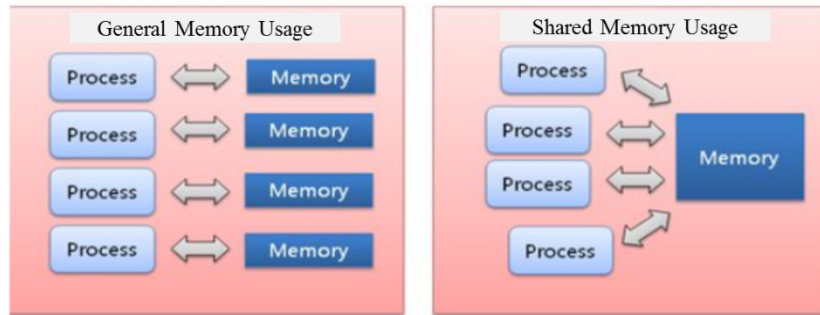 General Memory Usage
Process Memory
Process Memory
Process Memory
Process Memory
Shared Memory Usage
Process
Process
Memory
Process
Process